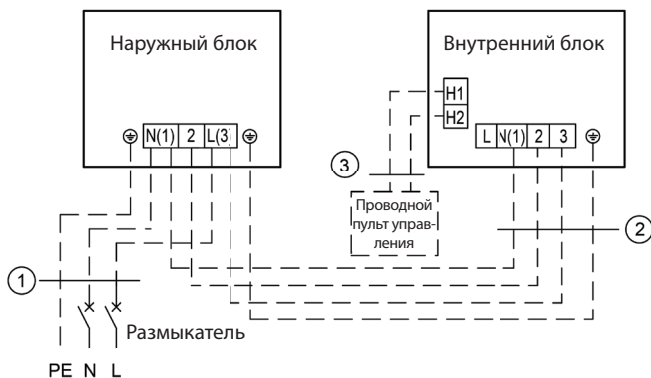 Наружный блок
Внутренний блок
H1
H2
N(1) 2 L(3
L N(1) 2 3
3
Проводной
пульт управ-
ления
2
1
Размыкатель
PE N L